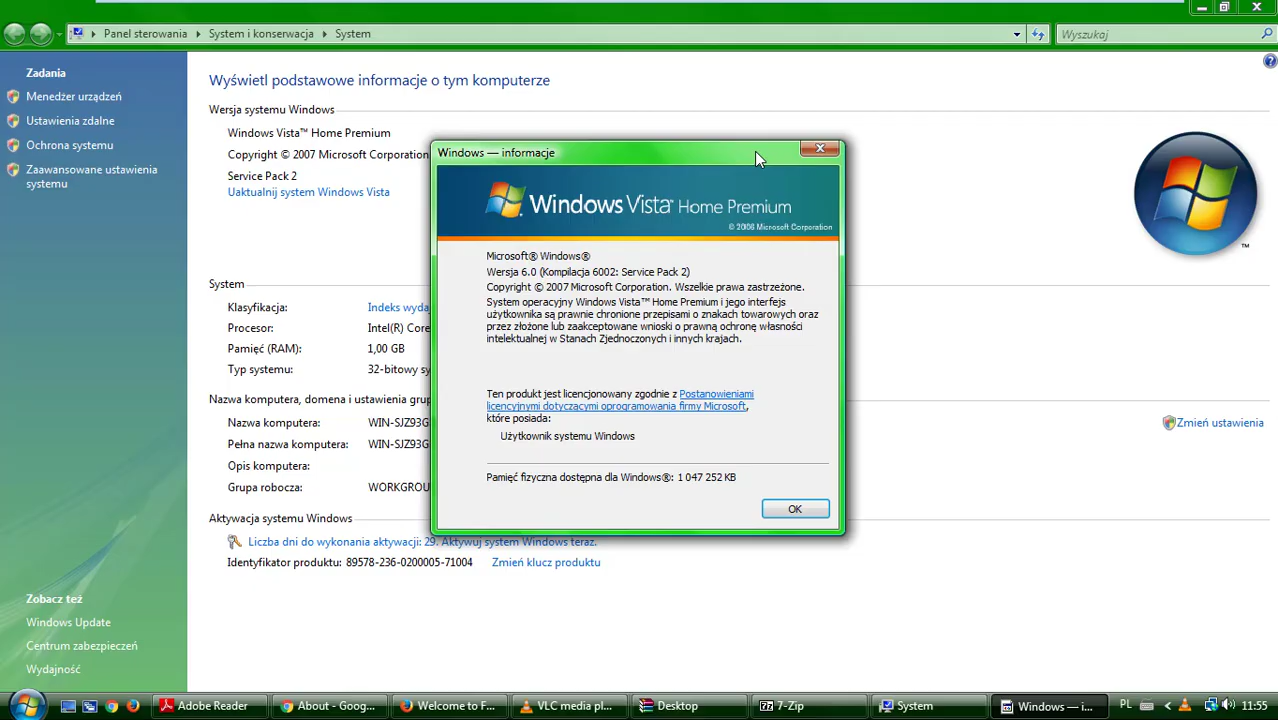 Panel sterowania
System i konserwacja
System
Wyszukaj
Zadania
Menedżer urządzeń
Ustawienia zdalne
Ochrona systemu
Zaawansowane ustawienia
systemu
Zobacz też
Windows Update
Centrum zabezpieczeń
Wydajność
Wyświetl podstawowe informacje o tym komputerze
Wersja systemu Windows
Windows Vista™ Home Premium
Copyright © 2007 Microsoft Corporation
Service Pack 2
Uaktualnij system Windows Vista
System
Klasyfikacja:
Procesor: Intel(R) Core
Pamięć (RAM): 1,00 GB
Typ systemu: 32-bitowy
Nazwa komputera, domena i ustawienia
Nazwa komputera: WIN-SJZ93G
Pełna nazwa komputera: WIN-SJZ93G
Opis komputera:
Grupa robocza: WORKGROU
Zmień ustawienia
Aktywacja systemu Windows
Liczba dni do wykonania aktywacji: 29. Aktywuj system Windows teraz.
Identyfikator produktu: 89578-236-0200005-71004 Zmień klucz produktu
Windows — informacje
Windows Vista™ Home Premium
© 2006 Microsoft Corporation
Microsoft® Windows®
Wersja 6.0 (Kompilacja 6002: Service Pack 2)
Copyright © 2007 Microsoft Corporation. Wszelkie prawa zastrzeżone.
System operacyjny Windows Vista™ Home Premium i jego interfejs
użytkownika są prawnie chronione przepisami o znakach towarowych oraz
przez złożone lub zaakceptowane wnioski o prawną ochronę własności
intelektualnej w Stanach Zjednoczonych i innych krajach.
Ten produkt jest licencjonowany zgodnie z Postanowieniami
licencyjnymi dotyczącymi oprogramowania firmy Microsoft,
które posiada:
Użytkownik systemu Windows
Pamięć fizyczna dostępna dla Windows®: 1 047 252 KB
OK
Adobe Reader
About - Goog...
Welcome to F...
VLC media pl...
Desktop
7-Zip
System
Windows — i...
PL
11:55